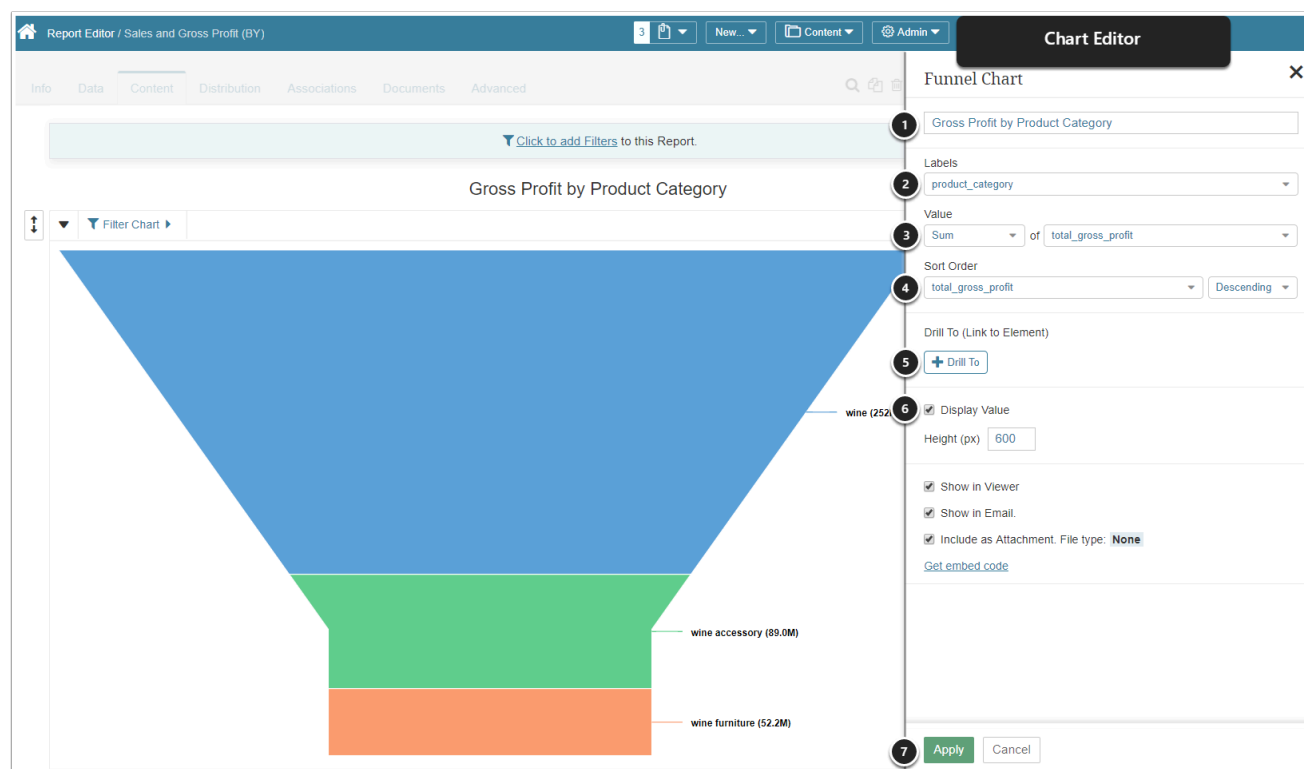 Report Editor / Sales and Gross Profit (BY)
3
New...
Content
Admin
Chart Editor
Info
Data
Content
Distribution
Associations
Documents
Advanced
Click to add Filters to this Report.
Gross Profit by Product Category
Filter Chart
wine (252
wine accessory (89.0M)
wine furniture (52.2M)
Funnel Chart
1
Gross Profit by Product Category
Labels
2
product_category
Value
3
Sum
of
total_gross_profit
Sort Order
4
total_gross_profit
Descending
Drill To (Link to Element)
5
Drill To
6
Display Value
Height (px)
600
Show in Viewer
Show in Email.
Include as Attachment. File type: None
Get embed code
7
Apply
Cancel